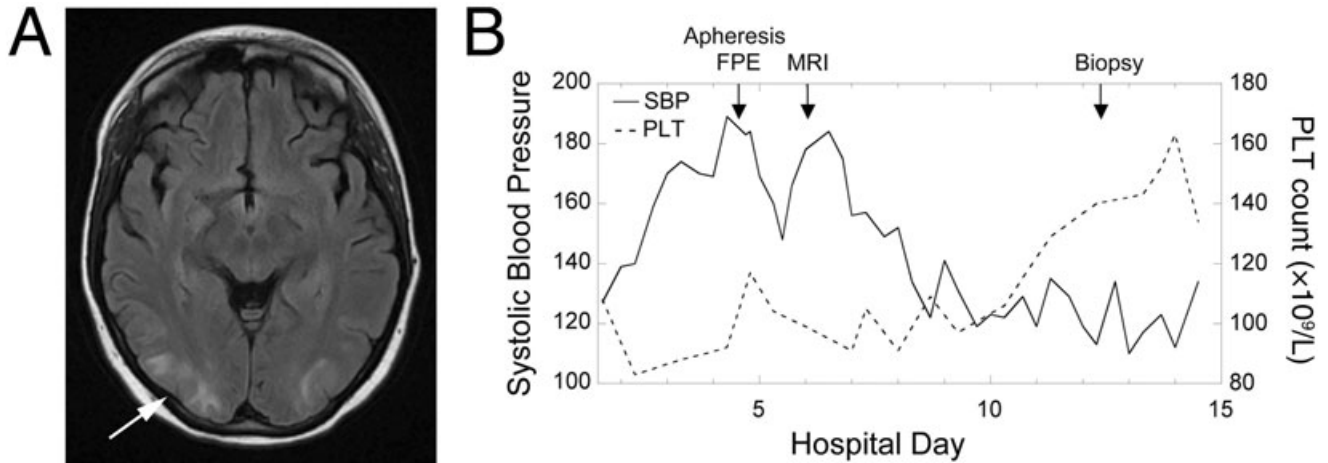 A
B
Apheresis
FPE MRI Biopsy
200 180
SBP
PLT
180 160
160 140
140 120
120 100
100 80
5 10 15
Systolic Blood Pressure
PLT count (×10⁹/L)
Hospital Day